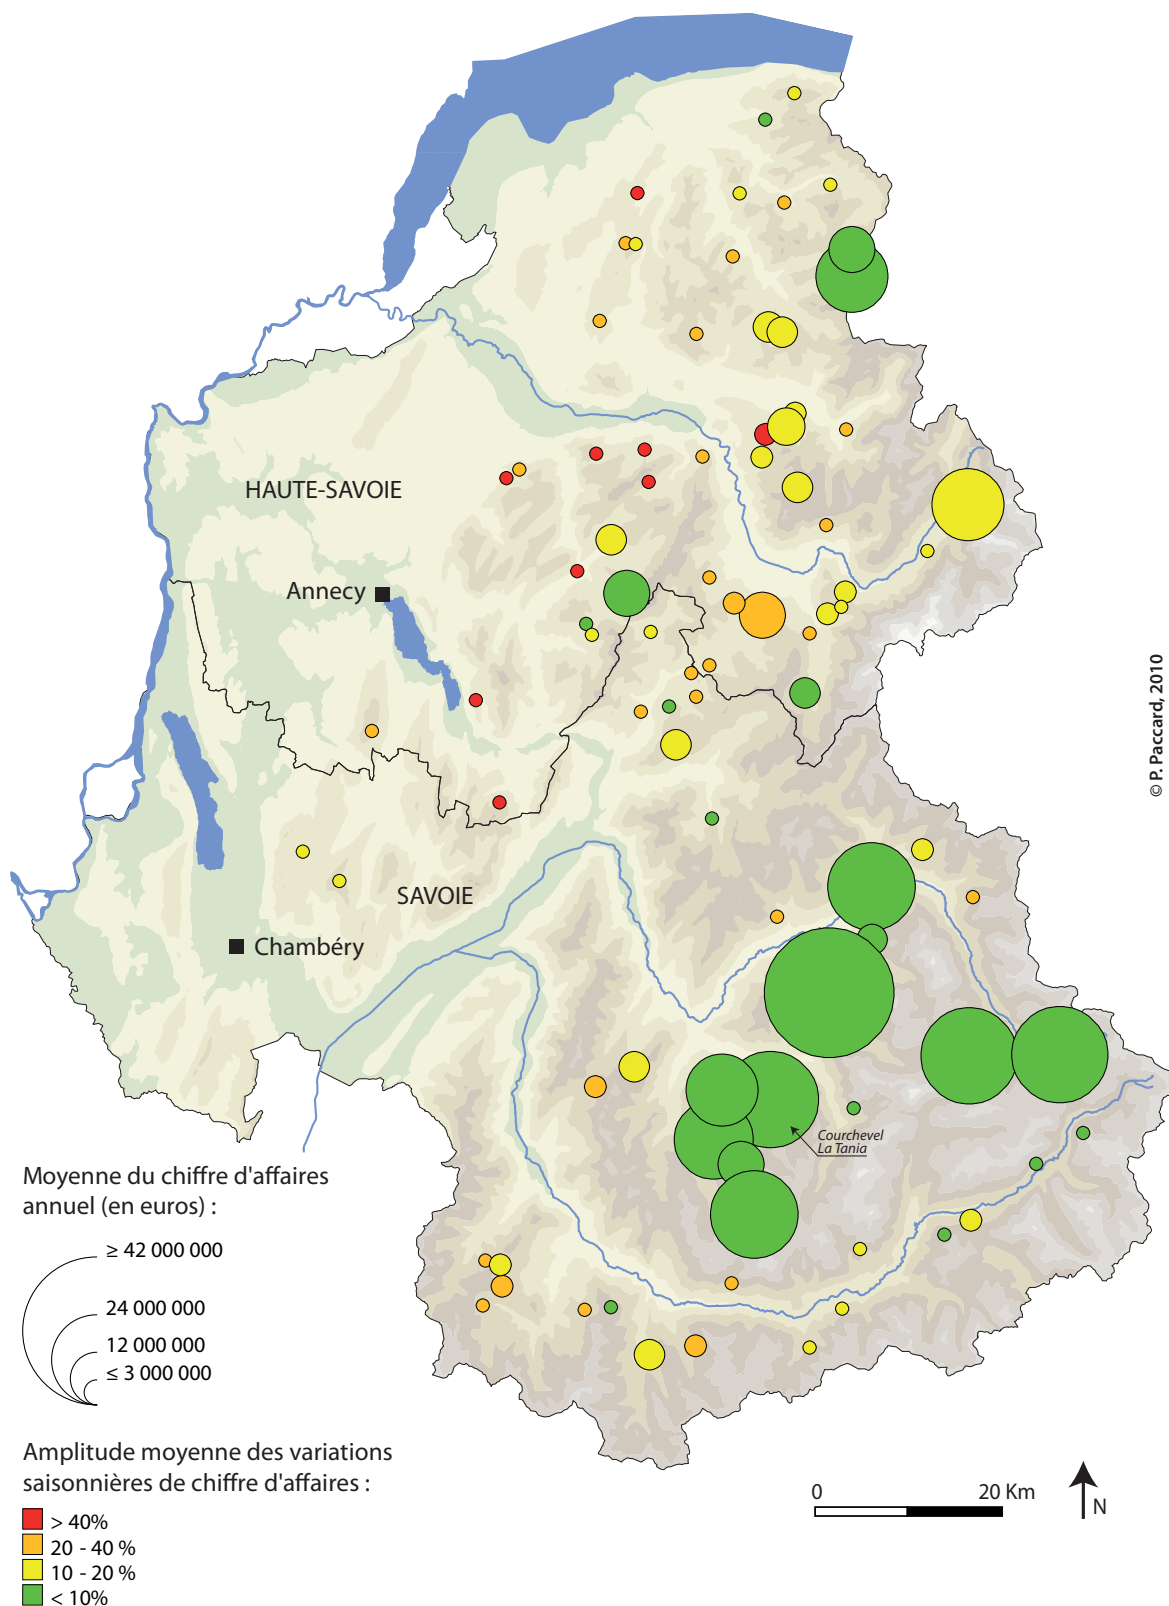 HAUTE-SAVOIE
Annecy
© P. Paccard, 2010
SAVOIE
Chambéry
Courchevel
La Tania
Moyenne du chiffre d'affaires
annuel (en euros) :
≥ 42 000 000
24 000 000
12 000 000
≤ 3 000 000
Amplitude moyenne des variations
saisonnières de chiffre d'affaires :
> 40%
20 - 40 %
10 - 20 %
< 10%
0 20 Km
N